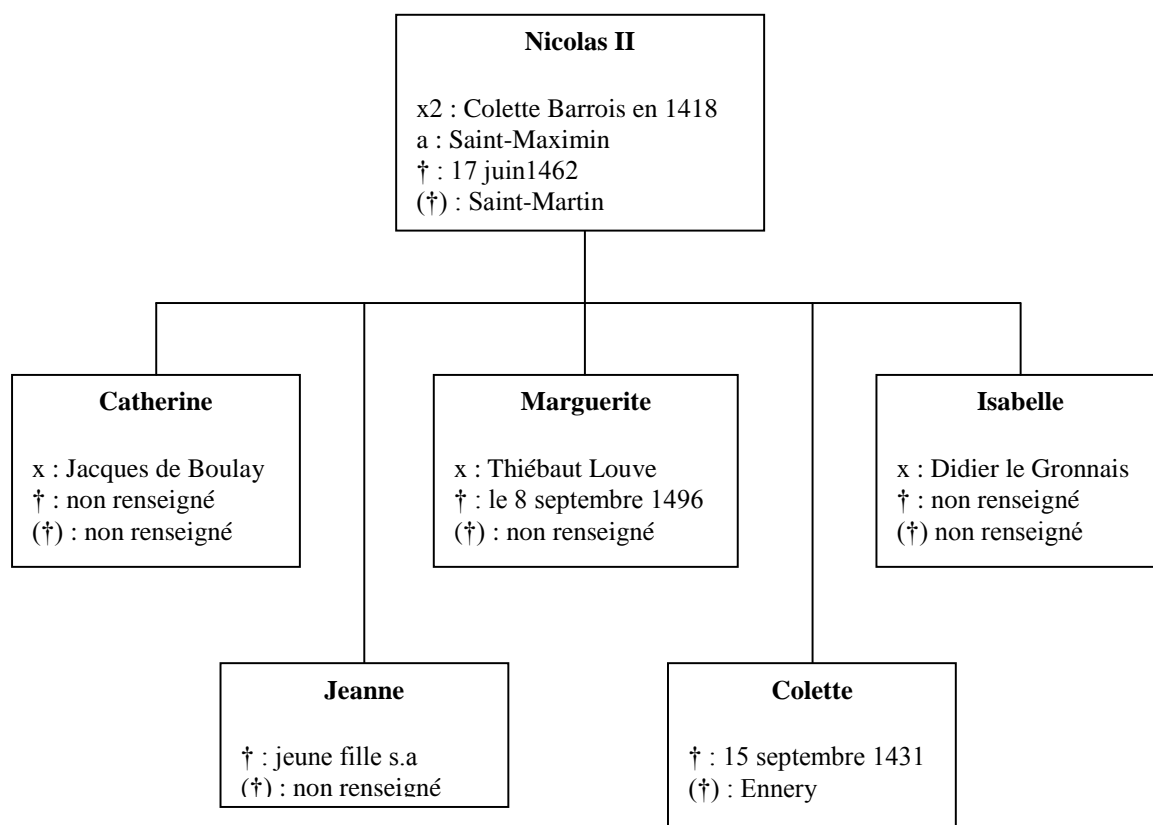 Nicolas II
x2 : Colette Barrois en 1418
a : Saint-Maximin
† : 17 juin1462
(†) : Saint-Martin
Catherine
x : Jacques de Boulay
† : non renseigné
(†) : non renseigné
Marguerite
x : Thiébaut Louve
† : le 8 septembre 1496
(†) : non renseigné
Isabelle
x : Didier le Gronnais
† : non renseigné
(†) non renseigné
Jeanne
† : jeune fille s.a
(†) : non renseigné
Colette
† : 15 septembre 1431
(†) : Ennery